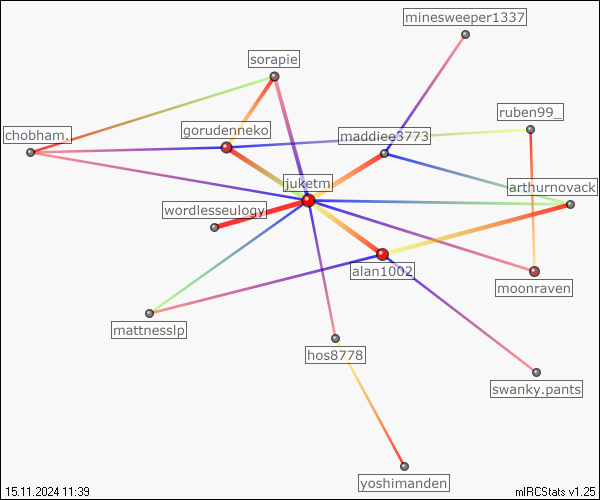 minesweeper1337
sorapie
ruben99_
chobham.
gorudenneko
maddiee3773
juketm
arthurnovack
wordlesseulogy
alan1002
moonraven
mattnesslp
hos8778
swanky.pants
yoshimanden
15.11.2024 11:39
mIRCStats v1.25